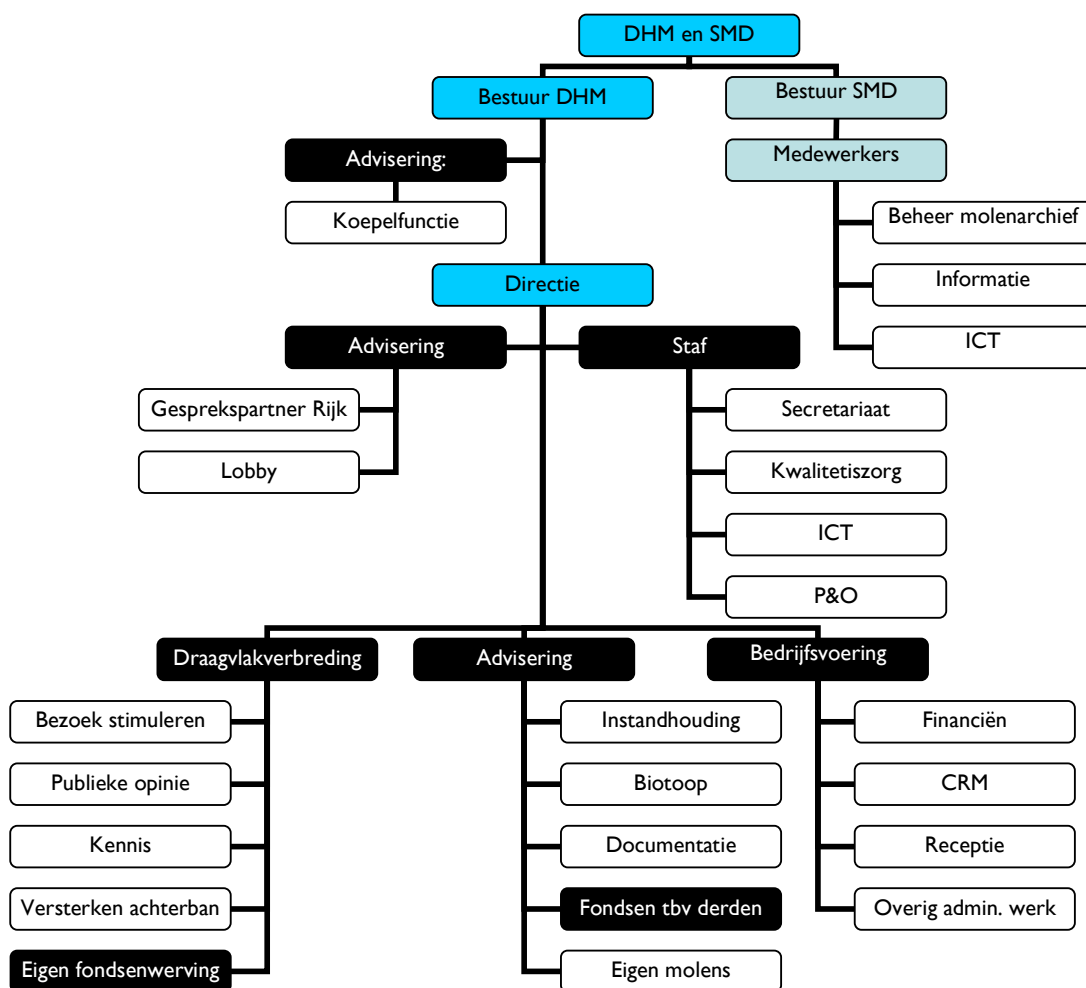 DHM en SMD
Bestuur DHM
Bestuur SMD
Advisering:
Medewerkers
Koepelfunctie
Beheer molenarchief
Directie
Informatie
Advisering
Staf
ICT
Gesprekspartner Rijk
Secretariaat
Lobby
Kwalitetiszorg
ICT
P&O
Draagvlakverbreding
Advisering
Bedrijfsvoering
Bezoek stimuleren
Instandhouding
Financiën
Publieke opinie
Biotoop
CRM
Kennis
Documentatie
Receptie
Versterken achterban
Fondsen tbv derden
Overig admin. werk
Eigen fondsenwerving
Eigen molens